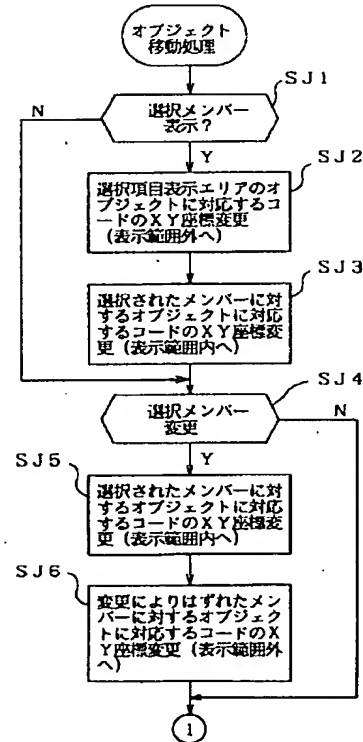 オブジェクト
移動処理
SJ1
選択メンバー
表示？
N
Y
SJ2
選択項目表示エリアのオ
ブジェクトに対応するコ
ードのXY座標変更
（表示範囲外へ）
SJ3
選択されたメンバーに対
するオブジェクトに対応
するコードのXY座標変
更（表示範囲内へ）
SJ4
選択メンバー
変更
N
Y
SJ5
選択されたメンバーに対
するオブジェクトに対応
するコードのXY座標変
更（表示範囲内へ）
SJ6
変更によりはずれたメン
バーに対するオブジェク
トに対応するコードのX
Y座標変更（表示範囲外
へ）
1